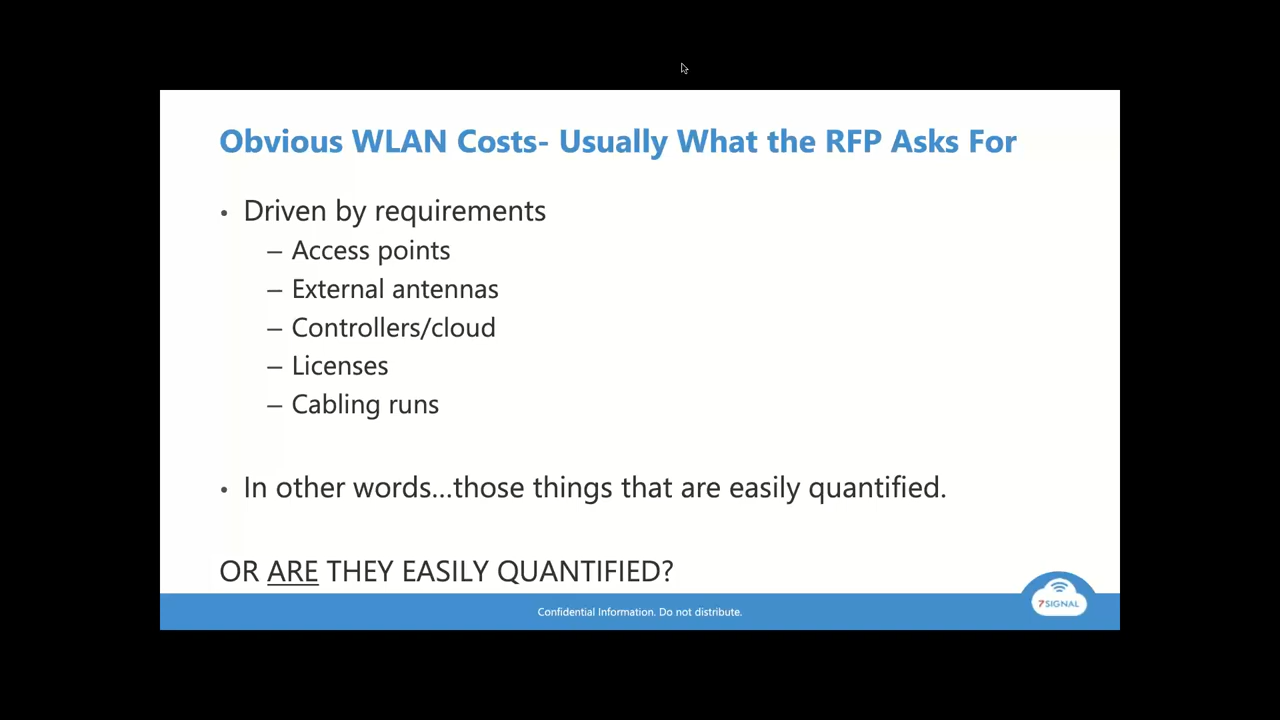 Obvious WLAN Costs- Usually What the RFP Asks For
• Driven by requirements
– Access points
– External antennas
– Controllers/cloud
– Licenses
– Cabling runs
• In other words...those things that are easily quantified.
OR ARE THEY EASILY QUANTIFIED?
Confidential Information. Do not distribute.
7SIGNAL